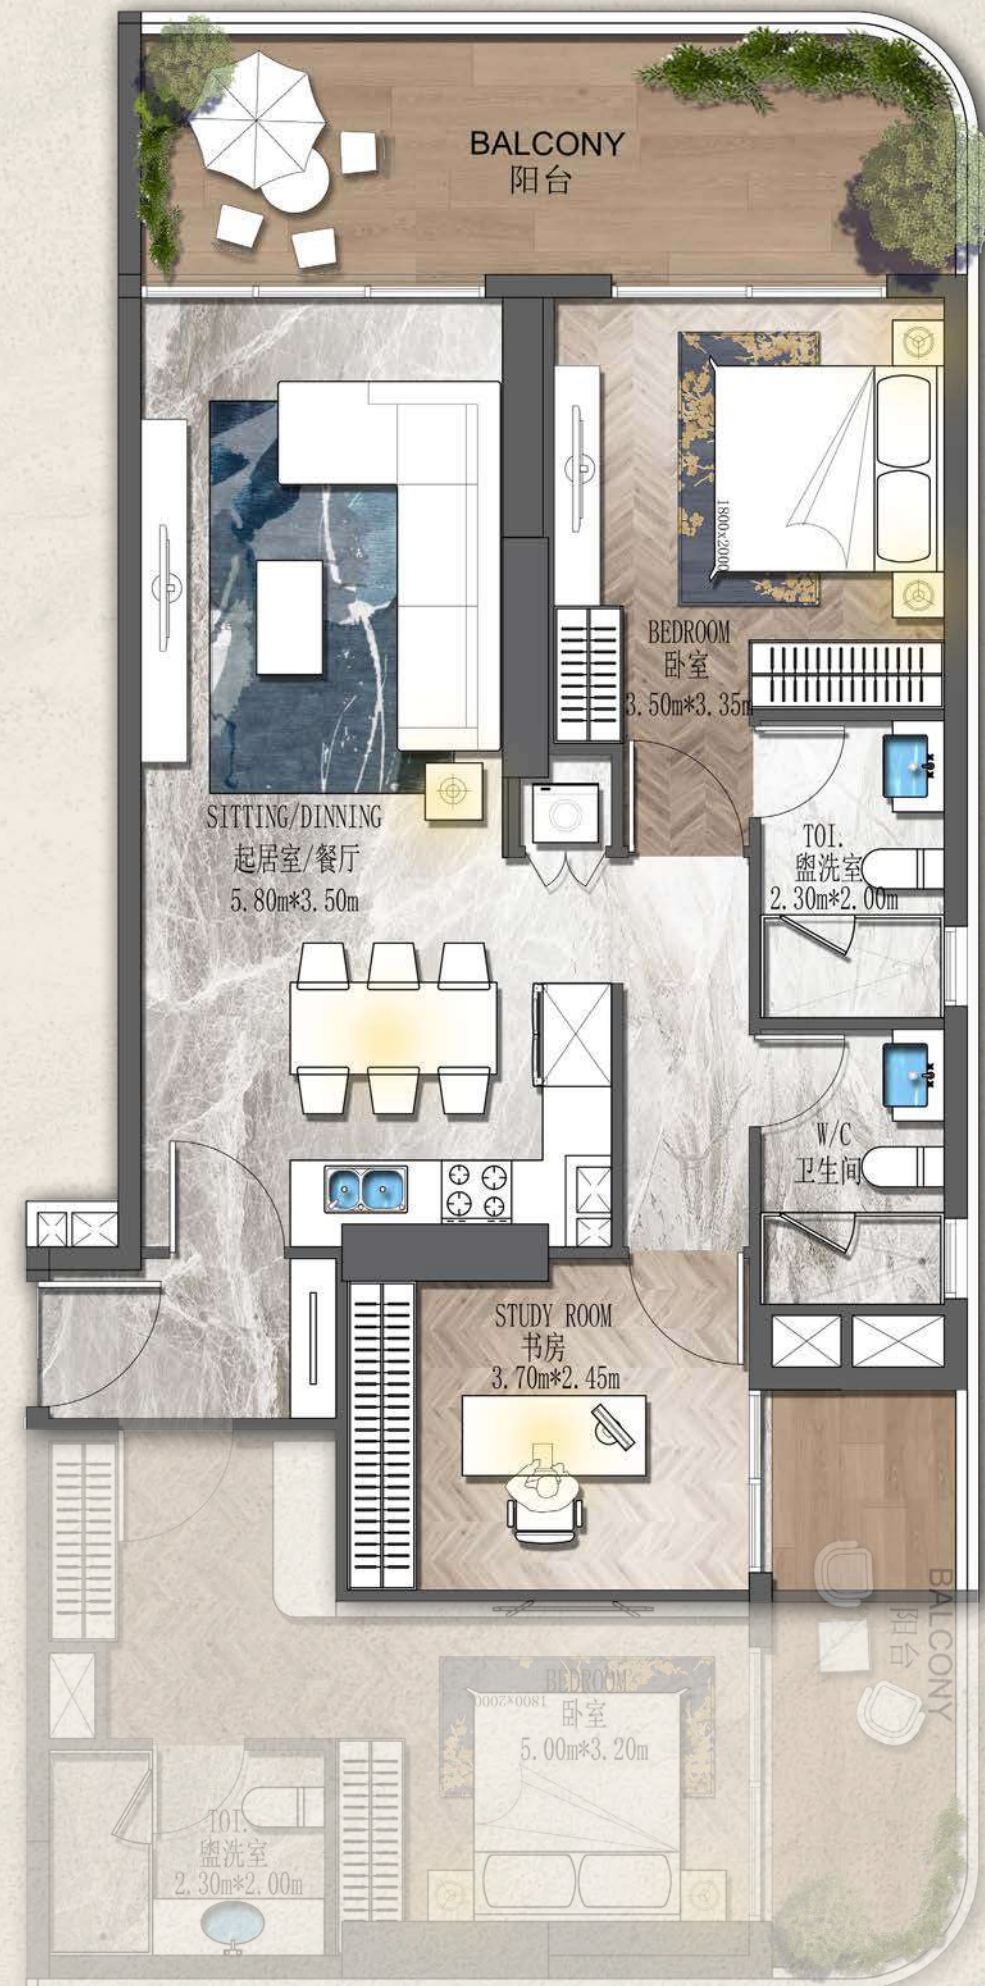 BALCONY
阳台
1800x2000
BEDROOM
卧室
3.50m*3.35m
SITTING/DINNING
起居室/餐厅
5.80m*3.50m
TOI.
盥洗室
2.30m*2.00m
W/C
卫生间
STUDY ROOM
书房
3.70m*2.45m
BALCONY
阳台
BEDROOM
1800x2000
卧室
5.00m*3.20m
TOI.
盥洗室
2.30m*2.00m